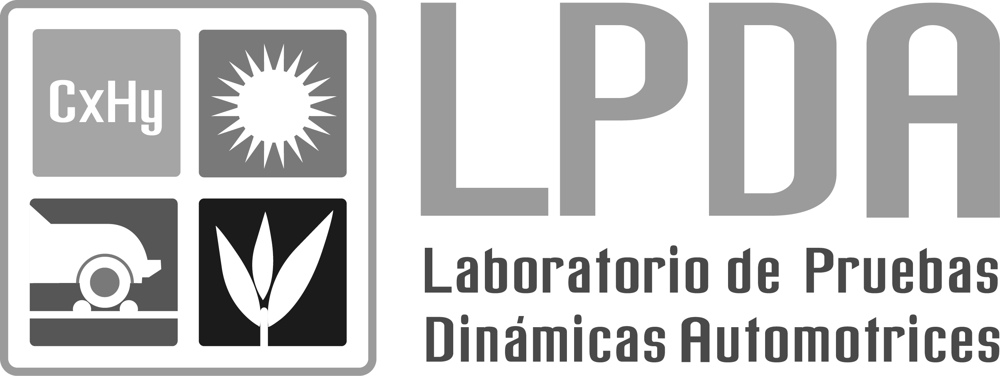 CxHy
LPDA
Laboratorio de Pruebas
Dinámicas Automotrices